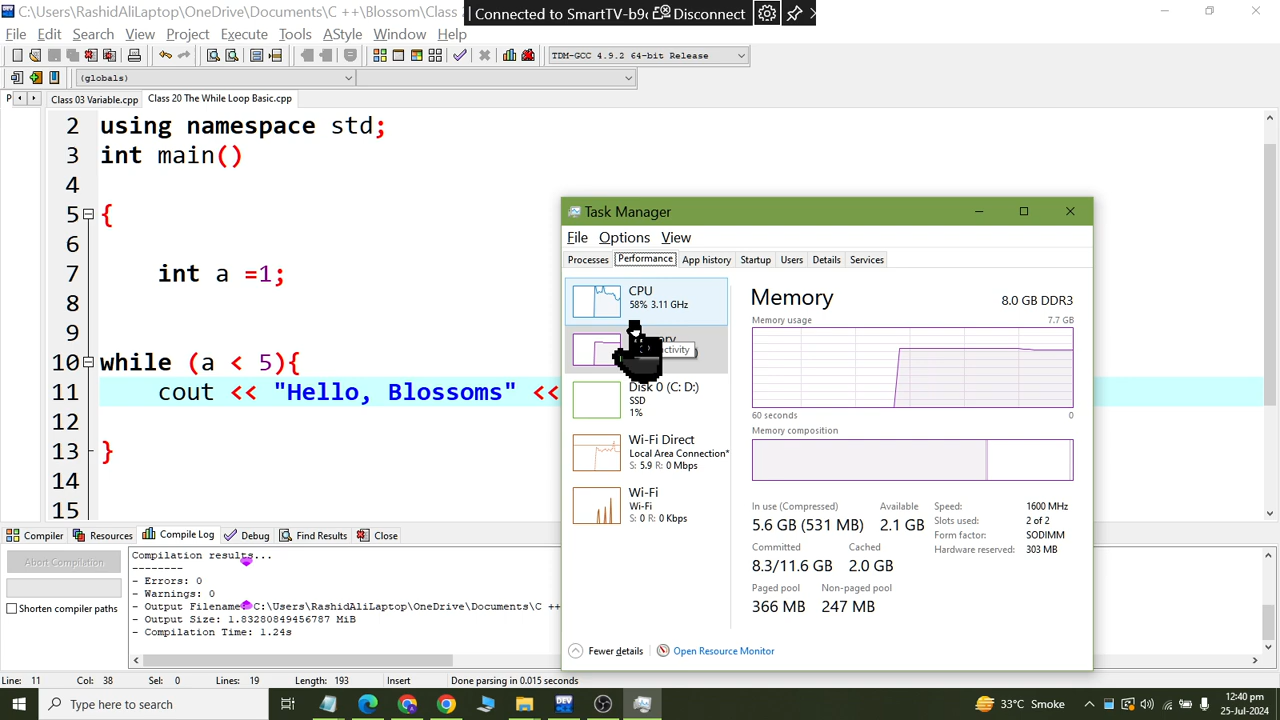 C:\Users\RashidAliLaptop\OneDrive\Documents\C ++\Blossom\Class
Connected to SmartTV-b9 Disconnect
File Edit Search View Project Execute Tools AStyle Window Help
TDM-GCC 4.9.2 64-bit Release
(globals)
P Class 03 Variable.cpp Class 20 The While Loop Basic.cpp
2 using namespace std;
3 int main()
4
5 {
6
7 int a =1;
8
9
10 while (a < 5){
11 cout << "Hello, Blossoms" <<
12
13 }
14
15
Task Manager
File Options View
Processes Performance App history Startup Users Details Services
CPU
58% 3.11 GHz
Disk 0 (C: D:)
SSD
1%
Wi-Fi Direct
Local Area Connection*
S: 5.9 R: 0 Mbps
Wi-Fi
Wi-Fi
S: 0 R: 0 Kbps
Memory 8.0 GB DDR3
Memory usage 7.7 GB
60 seconds 0
Memory composition
In use (Compressed) Available Speed: 1600 MHz
5.6 GB (531 MB) 2.1 GB Slots used: 2 of 2
Form factor: SODIMM
Committed Cached Hardware reserved: 303 MB
8.3/11.6 GB 2.0 GB
Paged pool Non-paged pool
366 MB 247 MB
Fewer details Open Resource Monitor
Compiler Resources Compile Log Debug Find Results Close
Abort Compilation
Shorten compiler paths
Compilation results...
--------
- Errors: 0
- Warnings: 0
- Output Filename: C:\Users\RashidAliLaptop\OneDrive\Documents\C ++
- Output Size: 1.83280849456787 MiB
- Compilation Time: 1.24s
Line: 11 Col: 38 Sel: 0 Lines: 19 Length: 193 Insert Done parsing in 0.015 seconds
Type here to search
DEV
33°C Smoke
12:40 pm
25-Jul-2024